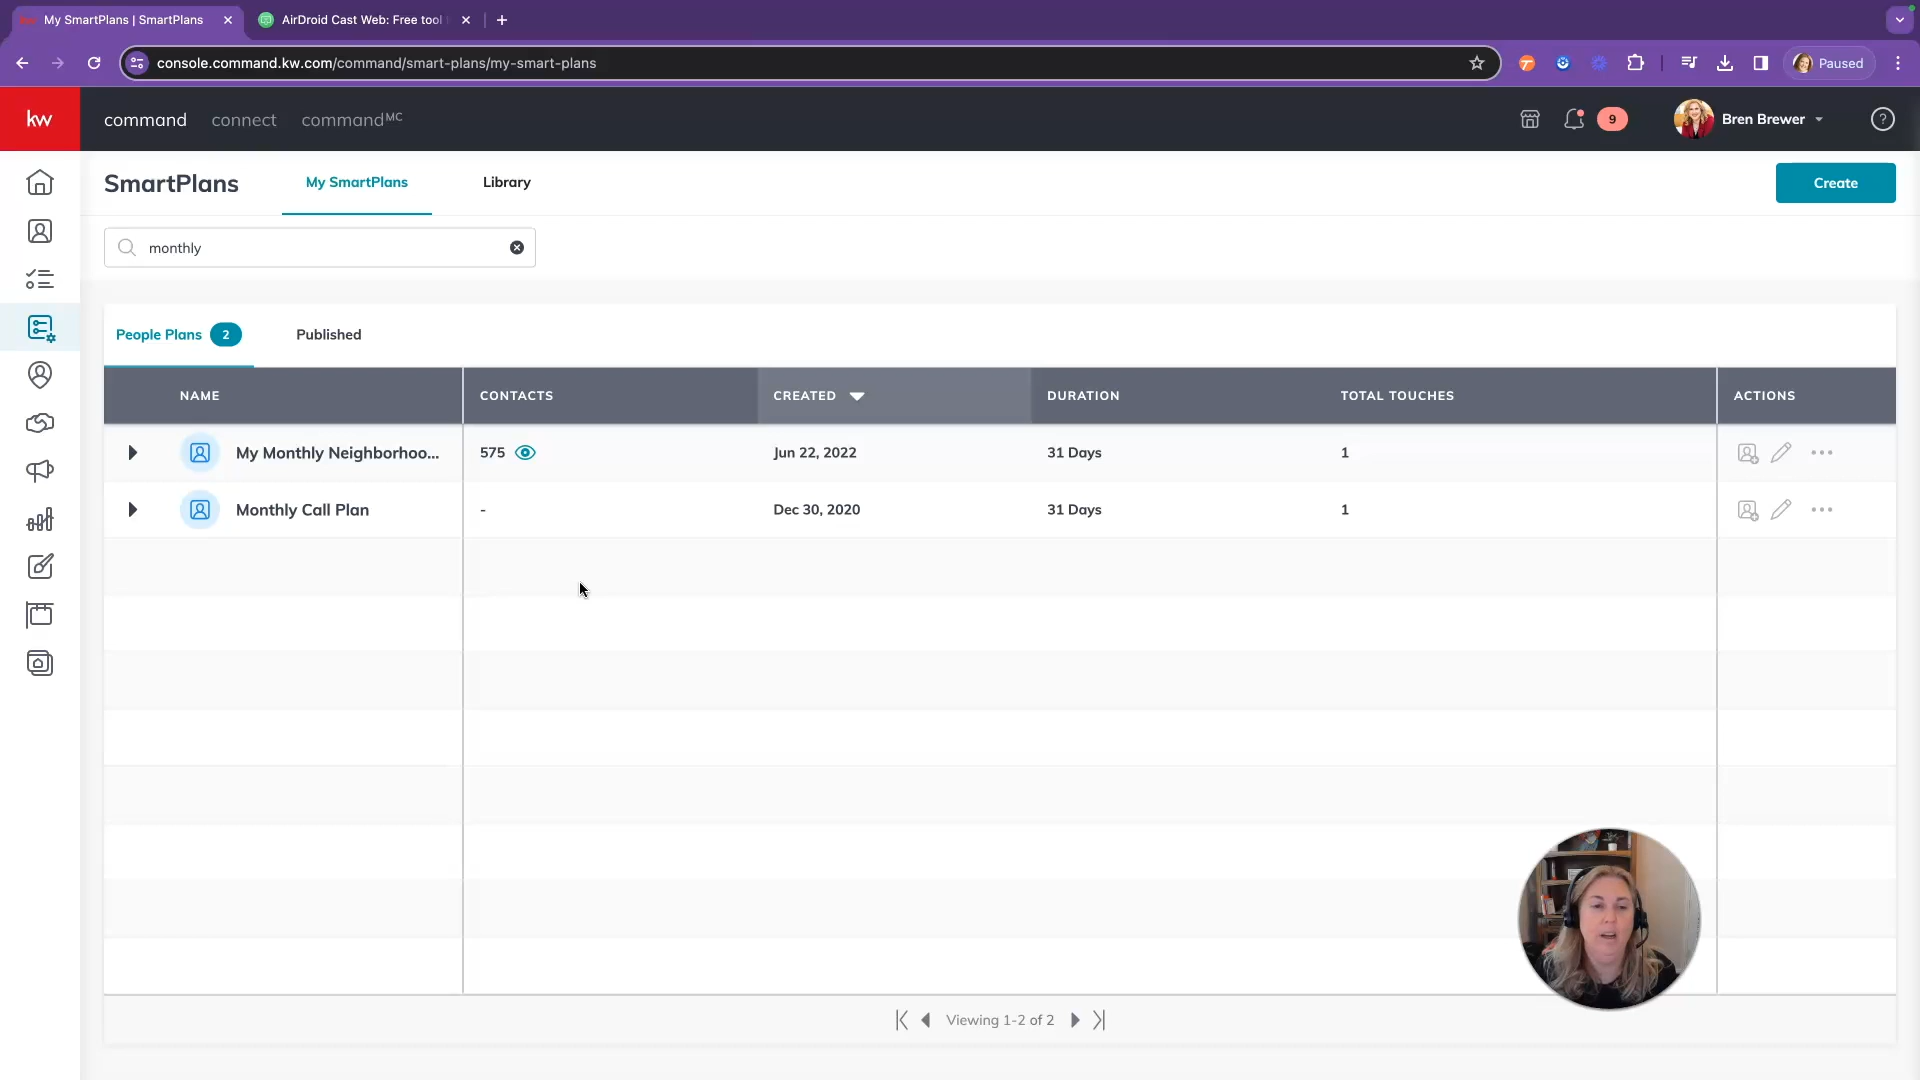 My SmartPlans | SmartPlans
AirDroid Cast Web: Free tool
console.command.kw.com/command/smart-plans/my-smart-plans
Paused
kw
command
connect
commandMC
9
Bren Brewer
?
SmartPlans
My SmartPlans
Library
Create
monthly
People Plans 2
Published
NAME
CONTACTS
CREATED
DURATION
TOTAL TOUCHES
ACTIONS
My Monthly Neighborhoo...
575
Jun 22, 2022
31 Days
1
Monthly Call Plan
-
Dec 30, 2020
31 Days
1
Viewing 1-2 of 2